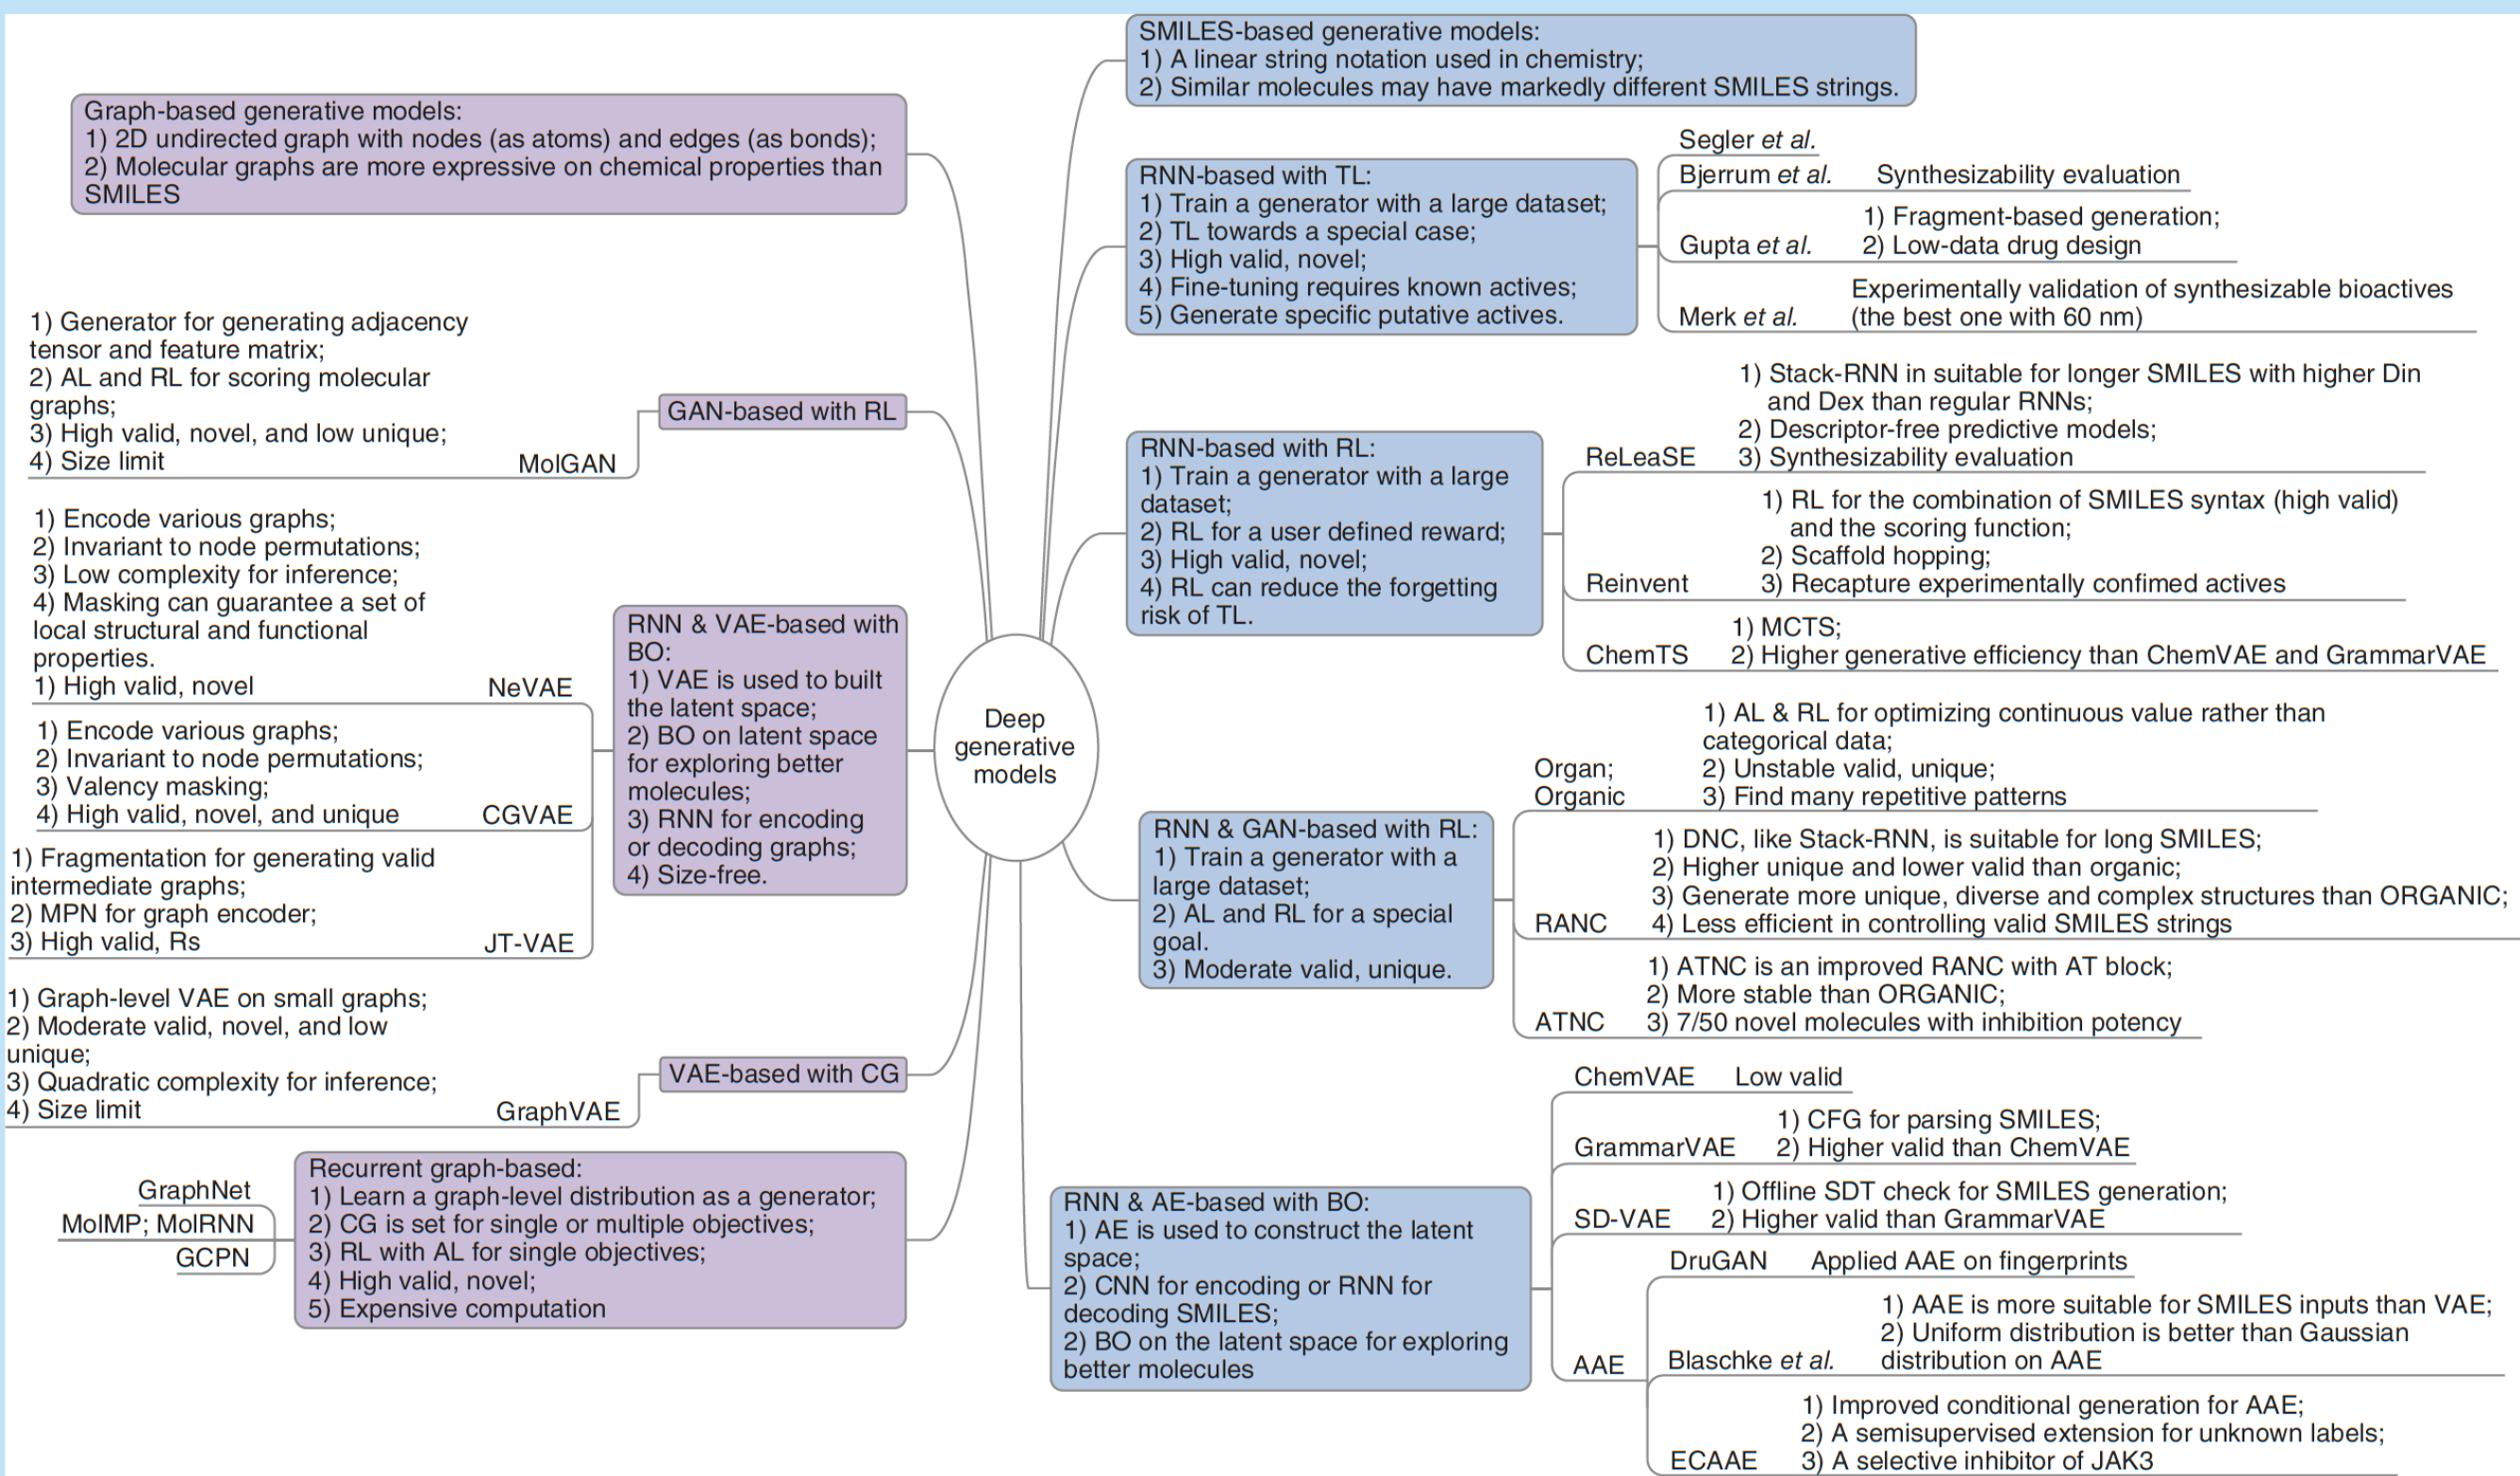 Graph-based generative models:
1) 2D undirected graph with nodes (as atoms) and edges (as bonds);
2) Molecular graphs are more expressive on chemical properties than
SMILES
1) Generator for generating adjacency
tensor and feature matrix;
2) AL and RL for scoring molecular
graphs;
3) High valid, novel, and low unique;
4) Size limit
MolGAN
GAN-based with RL
1) Encode various graphs;
2) Invariant to node permutations;
3) Low complexity for inference;
4) Masking can guarantee a set of
local structural and functional
properties.
1) High valid, novel
NeVAE
1) Encode various graphs;
2) Invariant to node permutations;
3) Valency masking;
4) High valid, novel, and unique
CGVAE
1) Fragmentation for generating valid
intermediate graphs;
2) MPN for graph encoder;
3) High valid, Rs
JT-VAE
RNN & VAE-based with
BO:
1) VAE is used to built
the latent space;
2) BO on latent space
for exploring better
molecules;
3) RNN for encoding
or decoding graphs;
4) Size-free.
1) Graph-level VAE on small graphs;
2) Moderate valid, novel, and low
unique;
3) Quadratic complexity for inference;
4) Size limit
GraphVAE
VAE-based with CG
GraphNet
MolMP; MolRNN
GCPN
Recurrent graph-based:
1) Learn a graph-level distribution as a generator;
2) CG is set for single or multiple objectives;
3) RL with AL for single objectives;
4) High valid, novel;
5) Expensive computation
Deep
generative
models
SMILES-based generative models:
1) A linear string notation used in chemistry;
2) Similar molecules may have markedly different SMILES strings.
RNN-based with TL:
1) Train a generator with a large dataset;
2) TL towards a special case;
3) High valid, novel;
4) Fine-tuning requires known actives;
5) Generate specific putative actives.
Segler et al.
Bjerrum et al. Synthesizability evaluation
1) Fragment-based generation;
Gupta et al. 2) Low-data drug design
Experimentally validation of synthesizable bioactives
Merk et al. (the best one with 60 nm)
RNN-based with RL:
1) Train a generator with a large
dataset;
2) RL for a user defined reward;
3) High valid, novel;
4) RL can reduce the forgetting
risk of TL.
1) Stack-RNN in suitable for longer SMILES with higher Din
and Dex than regular RNNs;
2) Descriptor-free predictive models;
ReLeaSE 3) Synthesizability evaluation
1) RL for the combination of SMILES syntax (high valid)
and the scoring function;
2) Scaffold hopping;
Reinvent 3) Recapture experimentally confimed actives
1) MCTS;
ChemTS 2) Higher generative efficiency than ChemVAE and GrammarVAE
RNN & GAN-based with RL:
1) Train a generator with a
large dataset;
2) AL and RL for a special
goal.
3) Moderate valid, unique.
1) AL & RL for optimizing continuous value rather than
categorical data;
Organ; 2) Unstable valid, unique;
Organic 3) Find many repetitive patterns
1) DNC, like Stack-RNN, is suitable for long SMILES;
2) Higher unique and lower valid than organic;
3) Generate more unique, diverse and complex structures than ORGANIC;
RANC 4) Less efficient in controlling valid SMILES strings
1) ATNC is an improved RANC with AT block;
2) More stable than ORGANIC;
ATNC 3) 7/50 novel molecules with inhibition potency
RNN & AE-based with BO:
1) AE is used to construct the latent
space;
2) CNN for encoding or RNN for
decoding SMILES;
2) BO on the latent space for exploring
better molecules
ChemVAE Low valid
1) CFG for parsing SMILES;
GrammarVAE 2) Higher valid than ChemVAE
1) Offline SDT check for SMILES generation;
SD-VAE 2) Higher valid than GrammarVAE
AAE
DruGAN Applied AAE on fingerprints
1) AAE is more suitable for SMILES inputs than VAE;
2) Uniform distribution is better than Gaussian
Blaschke et al. distribution on AAE
1) Improved conditional generation for AAE;
2) A semisupervised extension for unknown labels;
ECAAE 3) A selective inhibitor of JAK3